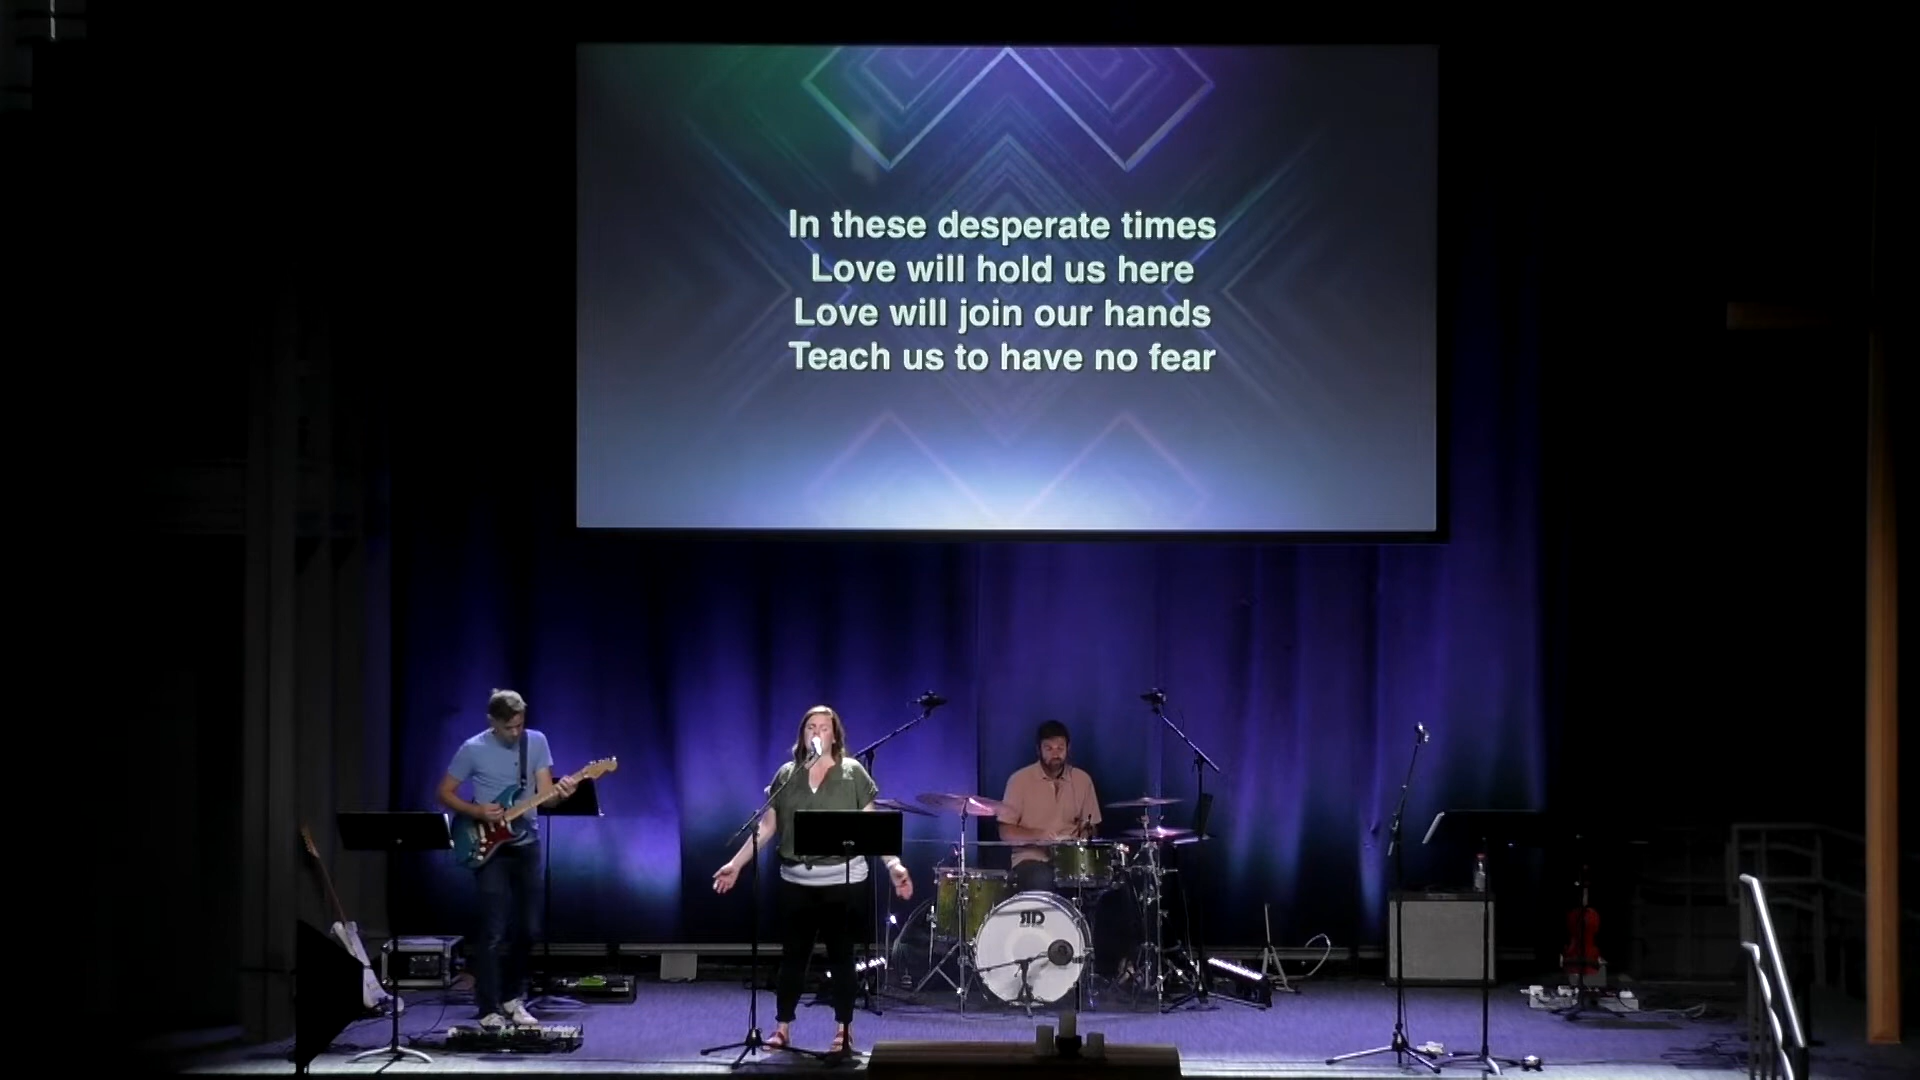 In these desperate times
Love will hold us here
Love will join our hands
Teach us to have no fear